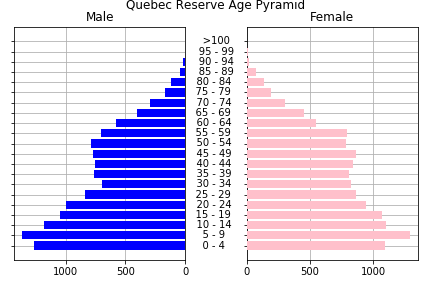 Quebec Reserve Age Pyramid
Male Female
>100
95 - 99
90 - 94
85 - 89
80 - 84
75 - 79
70 - 74
65 - 69
60 - 64
55 - 59
50 - 54
45 - 49
40 - 44
35 - 39
30 - 34
25 - 29
20 - 24
15 - 19
10 - 14
5 - 9
0 - 4
1000 500 0 0 500 1000